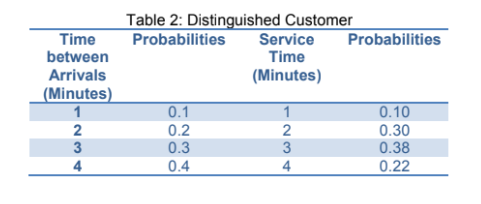 Table 2: Distinguished Customer
Time between Arrivals (Minutes) Probabilities Service Time (Minutes) Probabilities
1 0.1 1 0.10
2 0.2 2 0.30
3 0.3 3 0.38
4 0.4 4 0.22